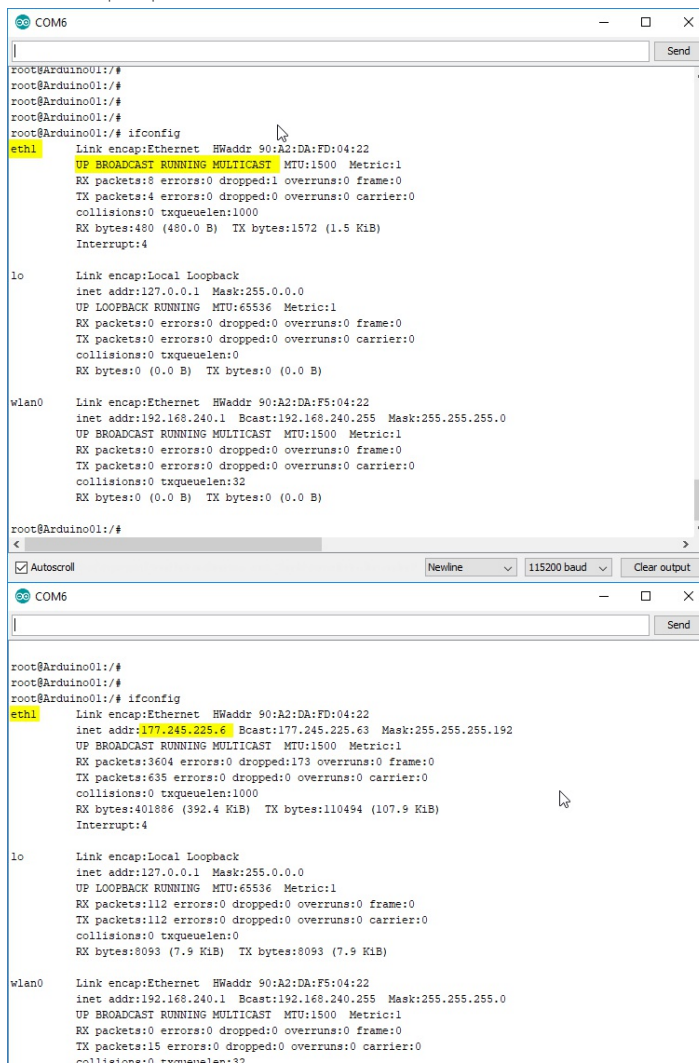 COM6
Send
root@Arduino01:/#
root@Arduino01:/#
root@Arduino01:/#
root@Arduino01:/#
root@Arduino01:/# ifconfig
eth1 Link encap:Ethernet HWaddr 90:A2:DA:FD:04:22
UP BROADCAST RUNNING MULTICAST MTU:1500 Metric:1
RX packets:8 errors:0 dropped:1 overruns:0 frame:0
TX packets:4 errors:0 dropped:0 overruns:0 carrier:0
collisions:0 txqueuelen:1000
RX bytes:480 (480.0 B) TX bytes:1572 (1.5 KiB)
Interrupt:4
lo Link encap:Local Loopback
inet addr:127.0.0.1 Mask:255.0.0.0
UP LOOPBACK RUNNING MTU:65536 Metric:1
RX packets:0 errors:0 dropped:0 overruns:0 frame:0
TX packets:0 errors:0 dropped:0 overruns:0 carrier:0
collisions:0 txqueuelen:0
RX bytes:0 (0.0 B) TX bytes:0 (0.0 B)
wlan0 Link encap:Ethernet HWaddr 90:A2:DA:F5:04:22
inet addr:192.168.240.1 Bcast:192.168.240.255 Mask:255.255.255.0
UP BROADCAST RUNNING MULTICAST MTU:1500 Metric:1
RX packets:0 errors:0 dropped:0 overruns:0 frame:0
TX packets:0 errors:0 dropped:0 overruns:0 carrier:0
collisions:0 txqueuelen:32
RX bytes:0 (0.0 B) TX bytes:0 (0.0 B)
root@Arduino01:/#
Autoscroll Newline 115200 baud Clear output
COM6
Send
root@Arduino01:/#
root@Arduino01:/#
root@Arduino01:/# ifconfig
eth1 Link encap:Ethernet HWaddr 90:A2:DA:FD:04:22
inet addr:177.245.225.6 Bcast:177.245.225.63 Mask:255.255.255.192
UP BROADCAST RUNNING MULTICAST MTU:1500 Metric:1
RX packets:3604 errors:0 dropped:173 overruns:0 frame:0
TX packets:635 errors:0 dropped:0 overruns:0 carrier:0
collisions:0 txqueuelen:1000
RX bytes:401886 (392.4 KiB) TX bytes:110494 (107.9 KiB)
Interrupt:4
lo Link encap:Local Loopback
inet addr:127.0.0.1 Mask:255.0.0.0
UP LOOPBACK RUNNING MTU:65536 Metric:1
RX packets:112 errors:0 dropped:0 overruns:0 frame:0
TX packets:112 errors:0 dropped:0 overruns:0 carrier:0
collisions:0 txqueuelen:0
RX bytes:8093 (7.9 KiB) TX bytes:8093 (7.9 KiB)
wlan0 Link encap:Ethernet HWaddr 90:A2:DA:F5:04:22
inet addr:192.168.240.1 Bcast:192.168.240.255 Mask:255.255.255.0
UP BROADCAST RUNNING MULTICAST MTU:1500 Metric:1
RX packets:0 errors:0 dropped:0 overruns:0 frame:0
TX packets:15 errors:0 dropped:0 overruns:0 carrier:0
collisions:0 txqueuelen:32